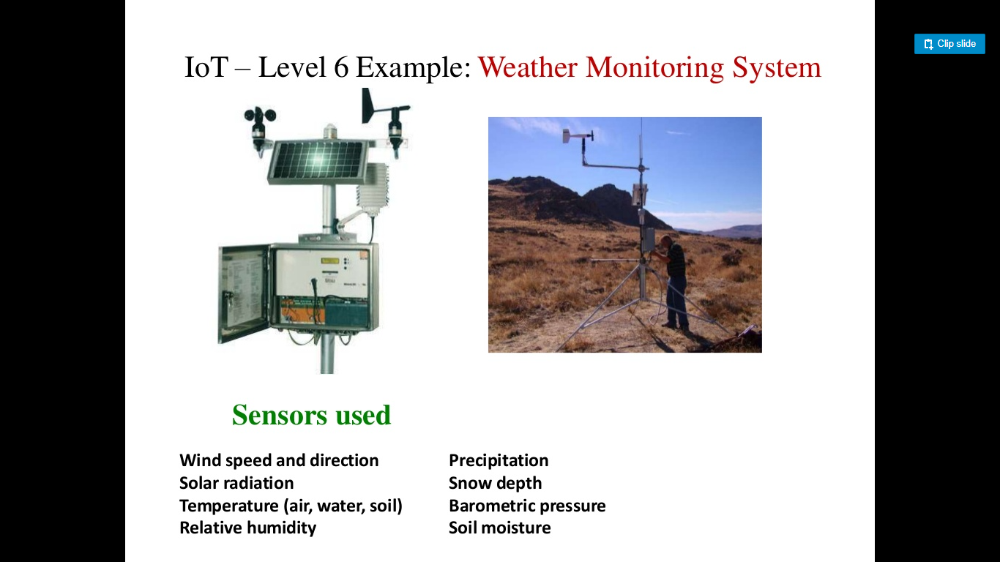 Clip slide
IoT – Level 6 Example: Weather Monitoring System
Sensors used
Wind speed and direction
Solar radiation
Temperature (air, water, soil)
Relative humidity
Precipitation
Snow depth
Barometric pressure
Soil moisture